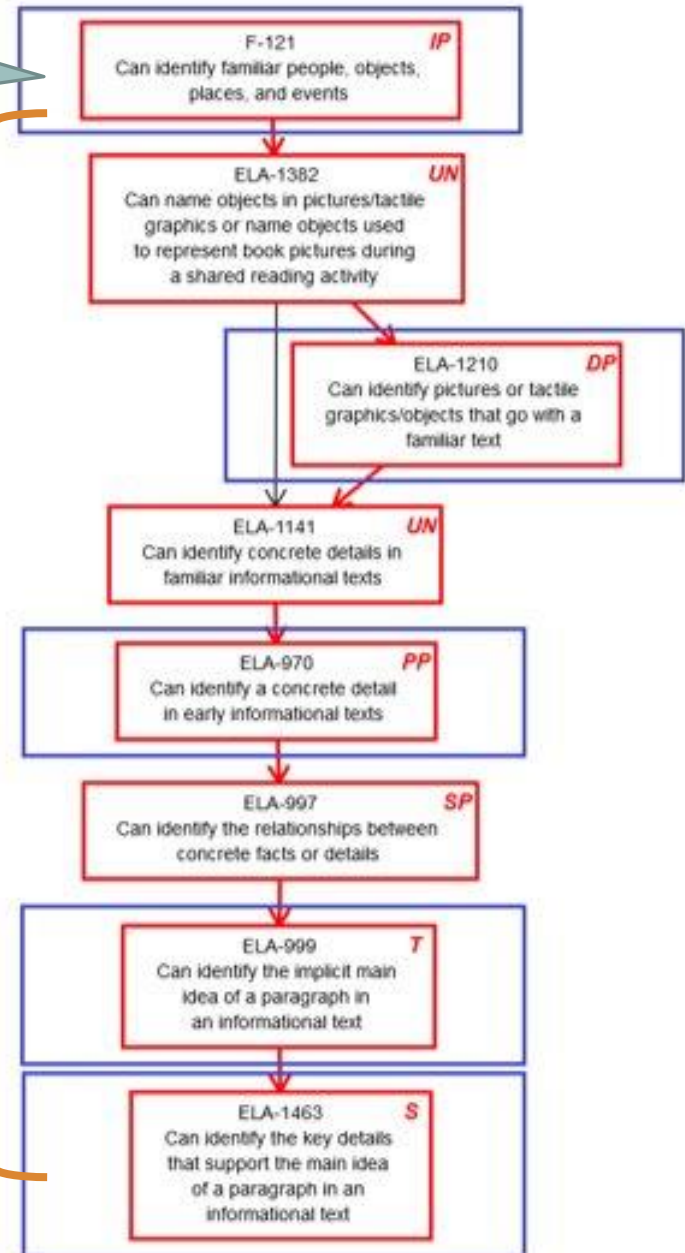 F-121 IP
Can identify familiar people, objects,
places, and events
ELA-1382 UN
Can name objects in pictures/tactile
graphics or name objects used
to represent book pictures during
a shared reading activity
ELA-1210 DP
Can identify pictures or tactile
graphics/objects that go with a
familiar text
ELA-1141 UN
Can identify concrete details in
familiar informational texts
ELA-970 PP
Can identify a concrete detail
in early informational texts
ELA-997 SP
Can identify the relationships between
concrete facts or details
ELA-999 T
Can identify the implicit main
idea of a paragraph in
an informational text
ELA-1463 S
Can identify the key details
that support the main idea
of a paragraph in an
informational text